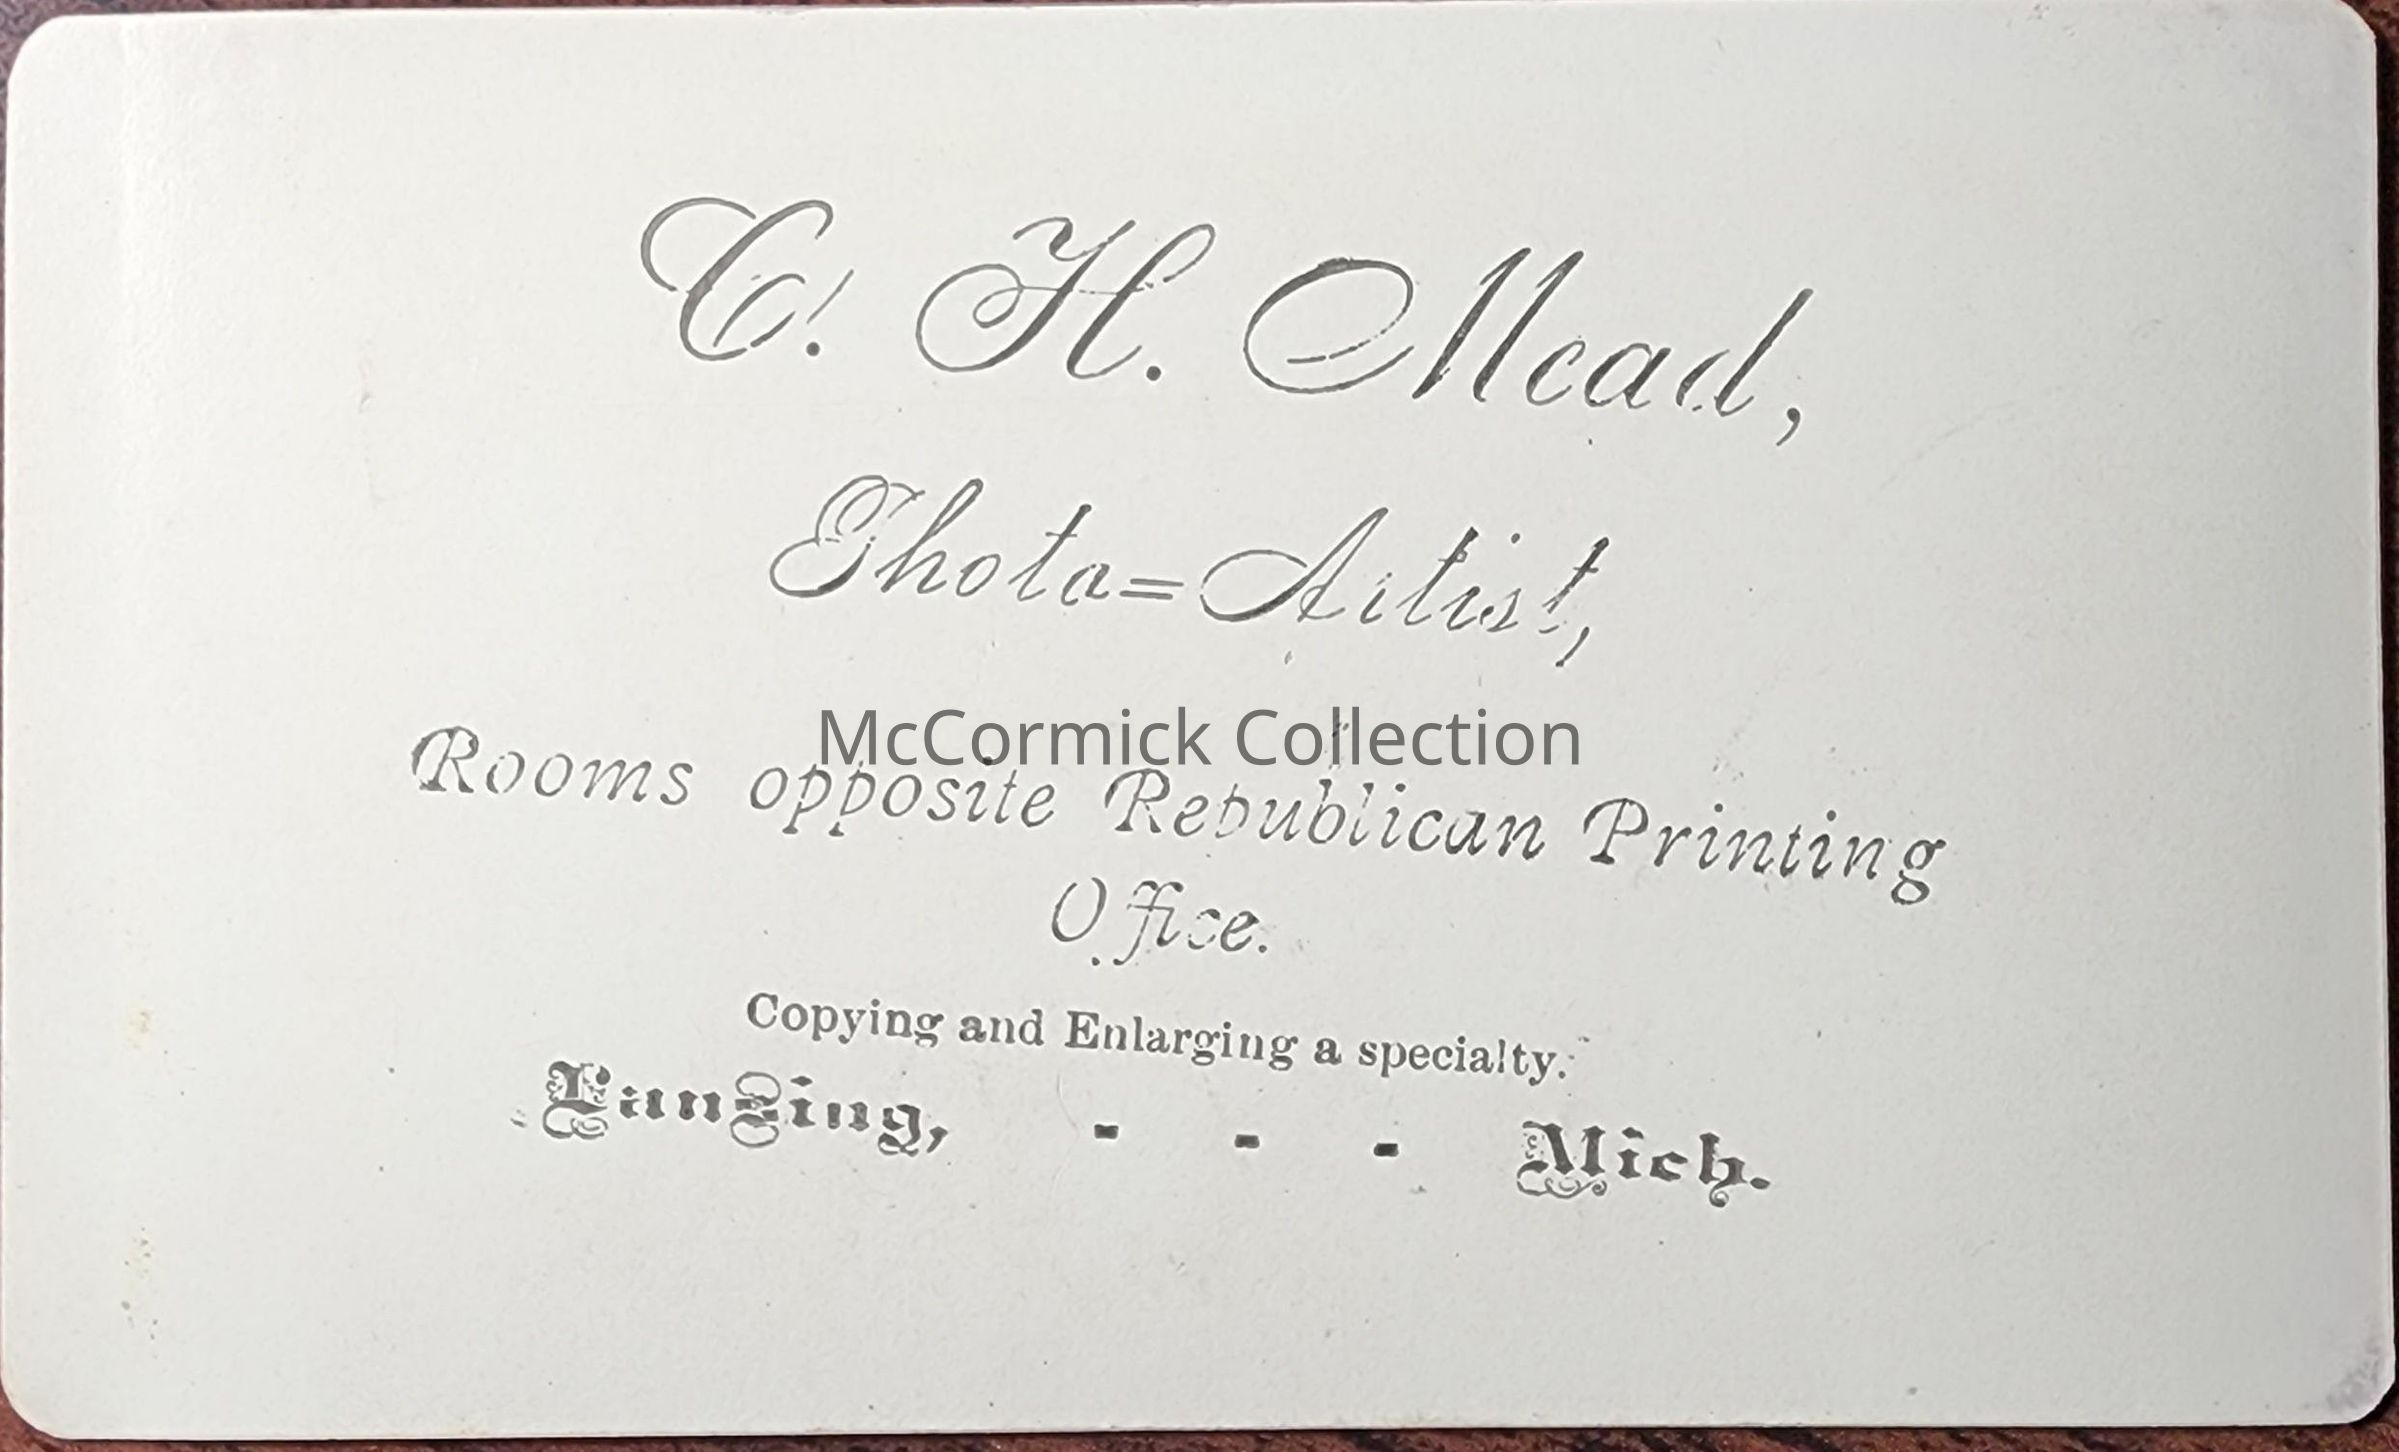 C. H. Mead,
Photo=Artist,
McCormick Collection
Rooms opposite Republican Printing
Office.
Copying and Enlarging a specialty.
Lansing, - - - Mich.